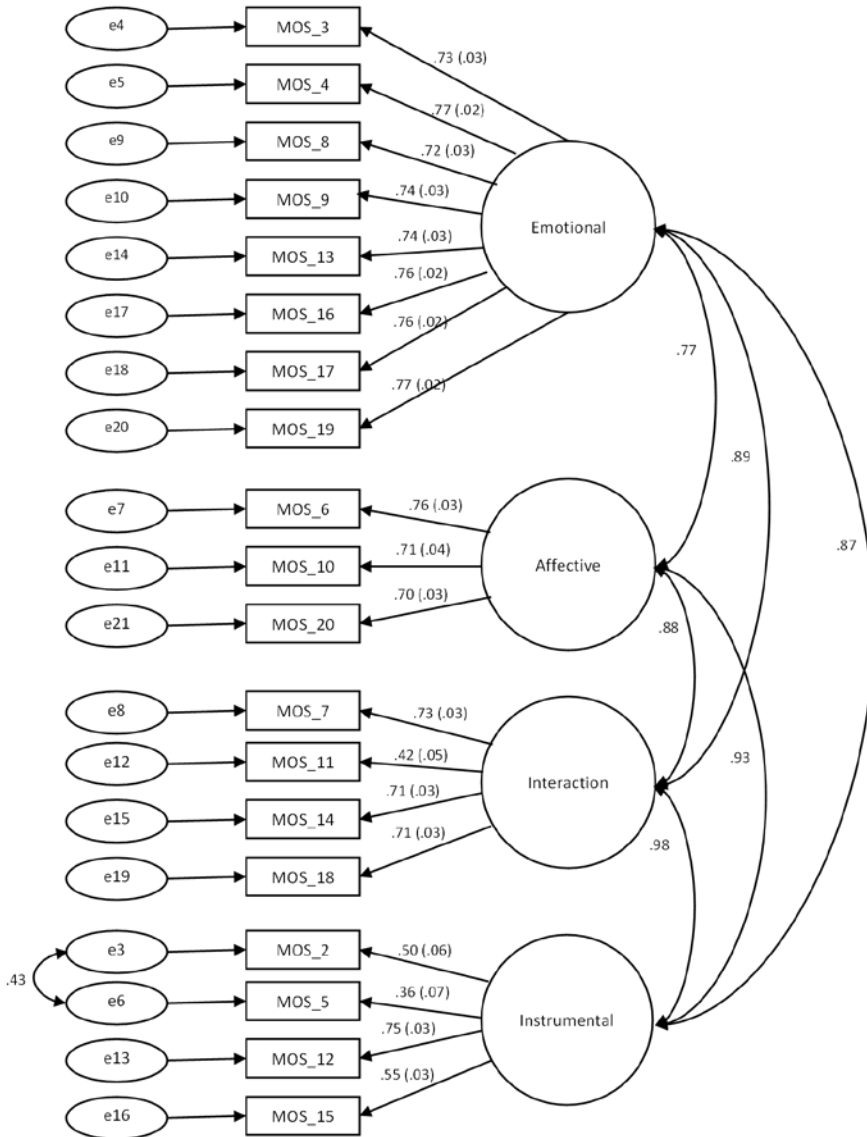 e4
MOS_3
.73 (.03)
e5
MOS_4
.77 (.02)
e9
MOS_8
.72 (.03)
e10
MOS_9
.74 (.03)
Emotional
e14
MOS_13
.74 (.03)
e17
MOS_16
.76 (.02)
e18
MOS_17
.76 (.02)
e20
MOS_19
.77 (.02)
.77
.89
.87
e7
MOS_6
.76 (.03)
e11
MOS_10
.71 (.04)
Affective
e21
MOS_20
.70 (.03)
.88
.93
e8
MOS_7
.73 (.03)
e12
MOS_11
.42 (.05)
Interaction
e15
MOS_14
.71 (.03)
e19
MOS_18
.71 (.03)
.98
e3
MOS_2
.50 (.06)
.43
e6
MOS_5
.36 (.07)
Instrumental
e13
MOS_12
.75 (.03)
e16
MOS_15
.55 (.03)